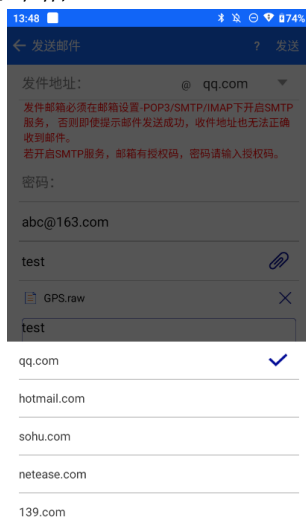 13:48 74%
发送邮件 ? 发送
发件地址： @ qq.com
发件邮箱必须在邮箱设置-POP3/SMTP/IMAP下开启SMTP
服务， 否则即使提示邮件发送成功，收件地址也无法正确
收到邮件。
若开启SMTP服务，邮箱有授权码，密码请输入授权码。
密码：
abc@163.com
test
GPS.raw
test
qq.com
hotmail.com
sohu.com
netease.com
139.com